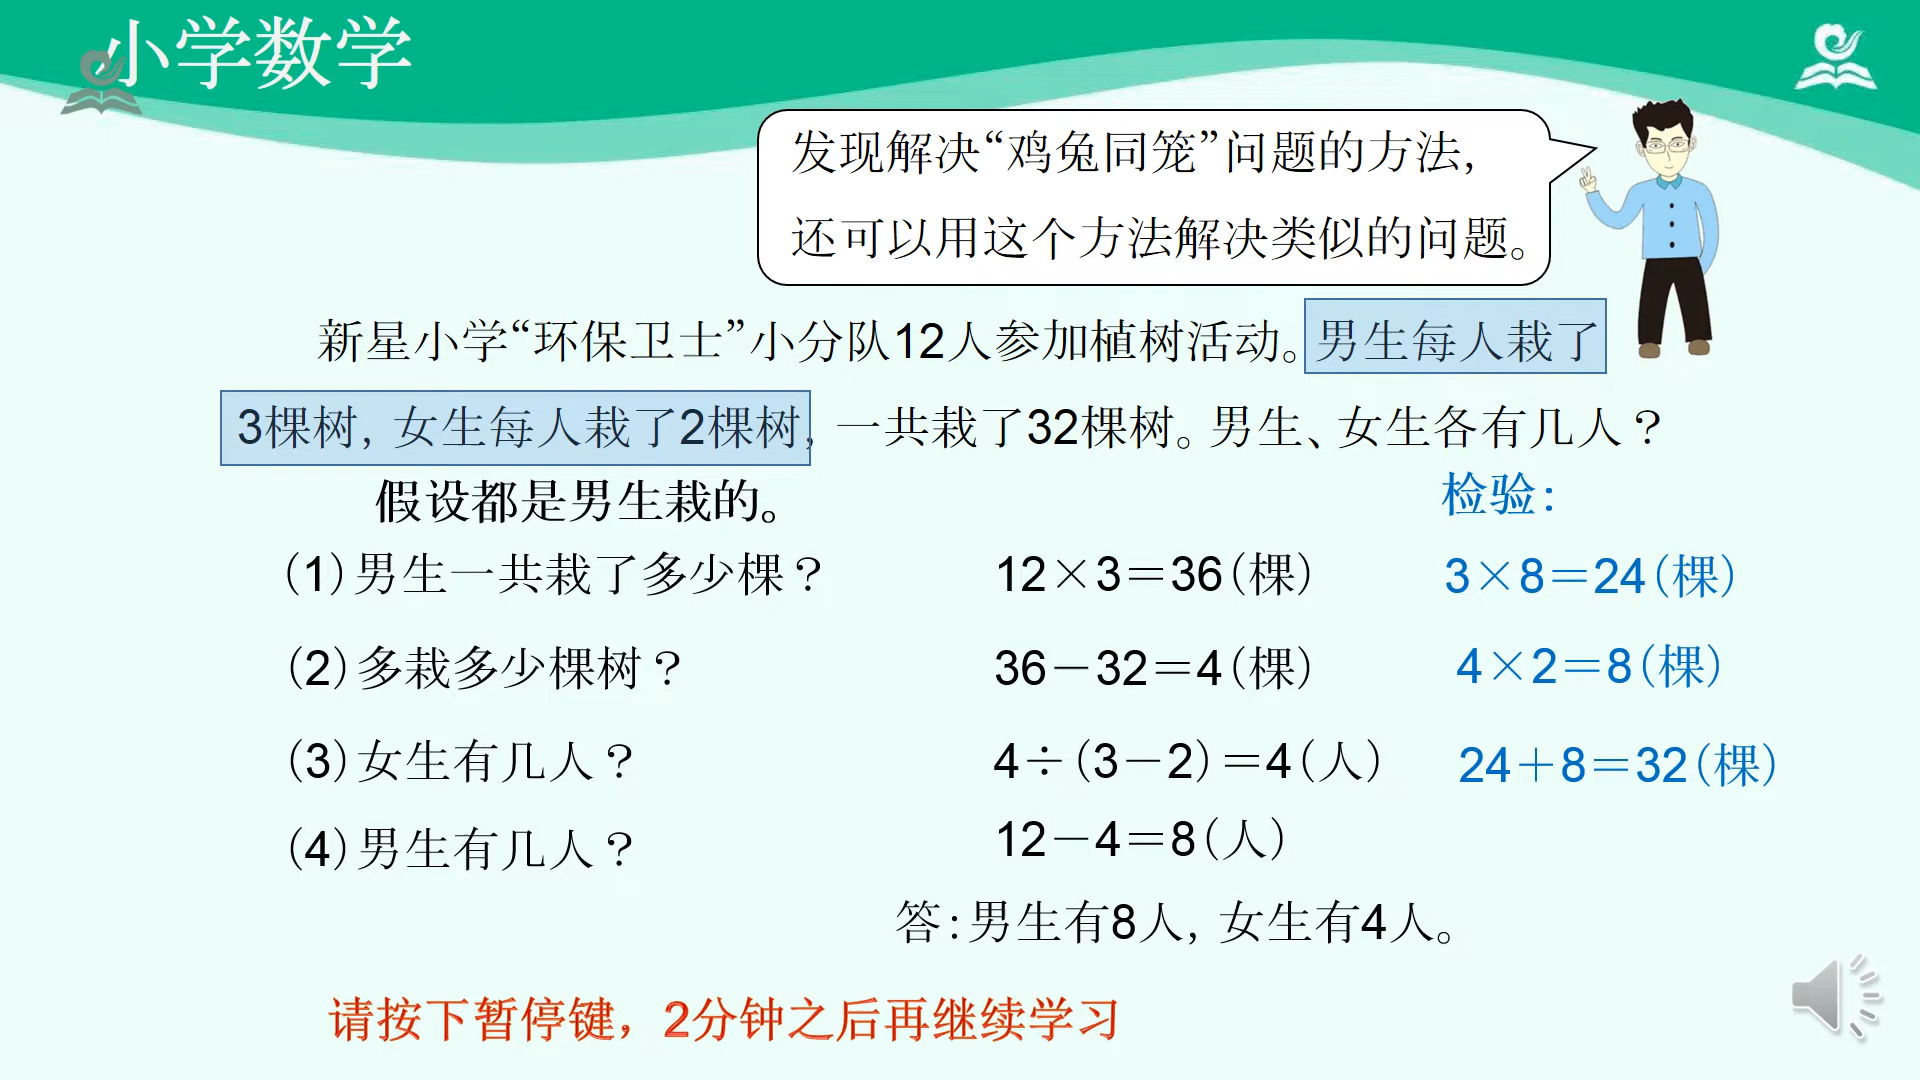 小学数学
发现解决“鸡兔同笼”问题的方法,
还可以用这个方法解决类似的问题。
新星小学“环保卫士”小分队12人参加植树活动。男生每人栽了
3棵树,女生每人栽了2棵树,一共栽了32棵树。男生、女生各有几人？
假设都是男生栽的。
检验：
(1)男生一共栽了多少棵？ 12×3＝36(棵) 3×8＝24(棵)
(2)多栽多少棵树？ 36－32＝4(棵) 4×2＝8(棵)
(3)女生有几人？ 4÷(3－2)＝4(人) 24＋8＝32(棵)
(4)男生有几人？ 12－4＝8(人)
答：男生有8人,女生有4人。
请按下暂停键，2分钟之后再继续学习